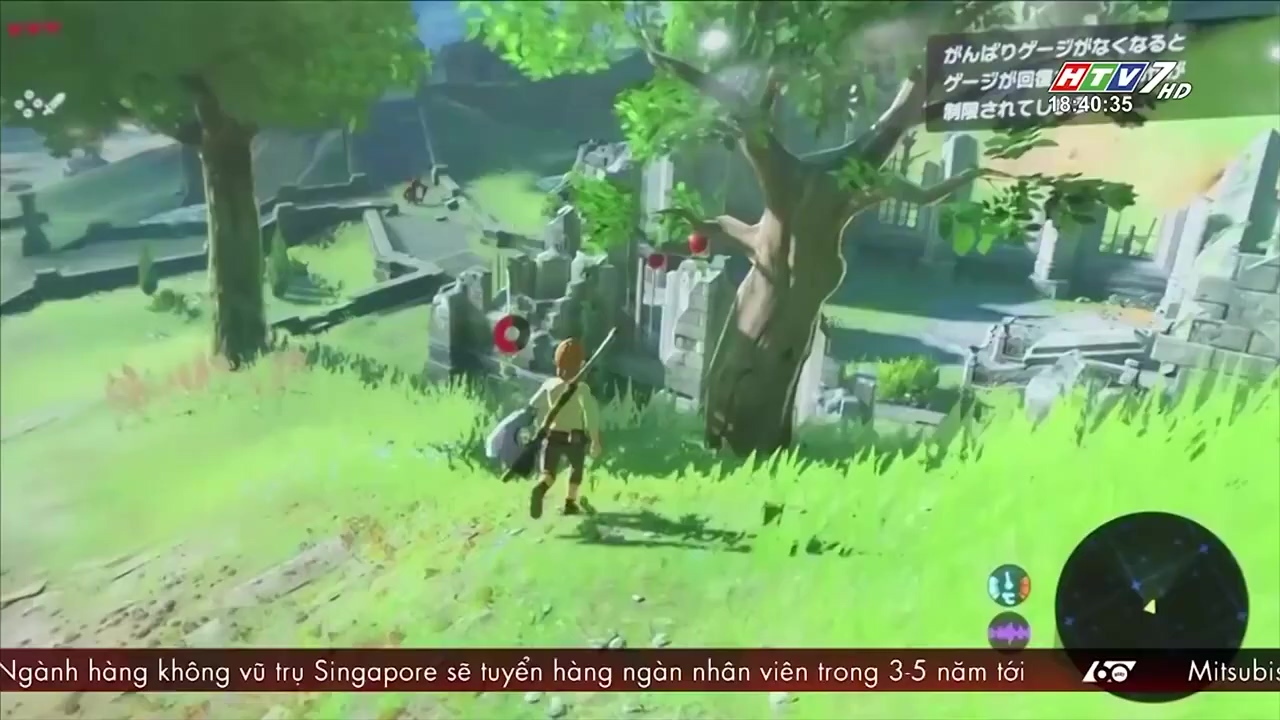 がんばりゲージがなくなると
ゲージが回復
HTV7 HD
制限されてし
18:40:35
Ngành hàng không vũ trụ Singapore sẽ tuyển hàng ngàn nhân viên trong 3-5 năm tới
60
Mitsubis